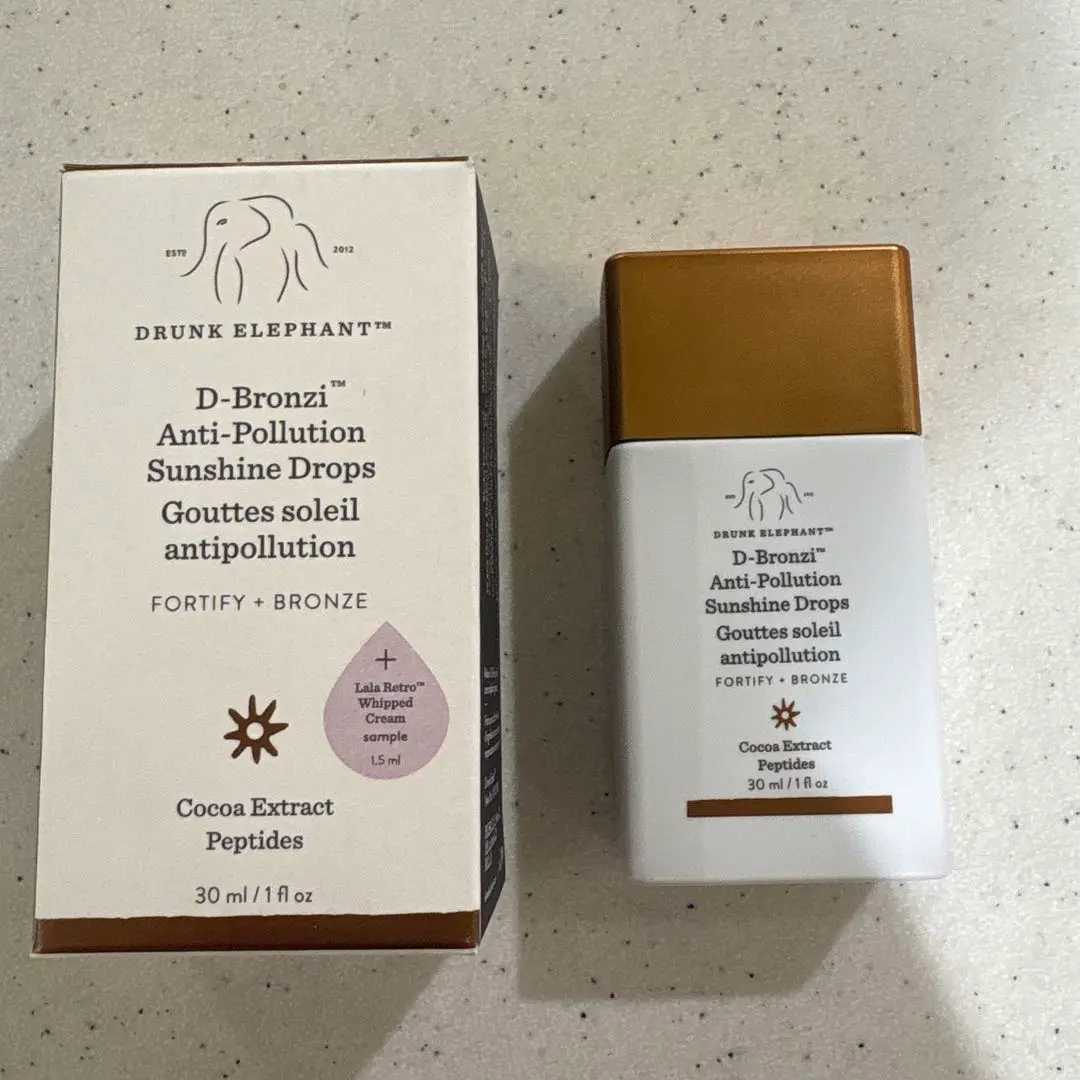 ESTD 2012
DRUNK ELEPHANT™
D-Bronzi™
Anti-Pollution
Sunshine Drops
Gouttes soleil
antipollution
FORTIFY + BRONZE
+
Lala Retro™
Whipped
Cream
sample
1.5 ml
Cocoa Extract
Peptides
30 ml / 1 fl oz
DRUNK ELEPHANT™
D-Bronzi™
Anti-Pollution
Sunshine Drops
Gouttes soleil
antipollution
FORTIFY + BRONZE
Cocoa Extract
Peptides
30 ml / 1 fl oz